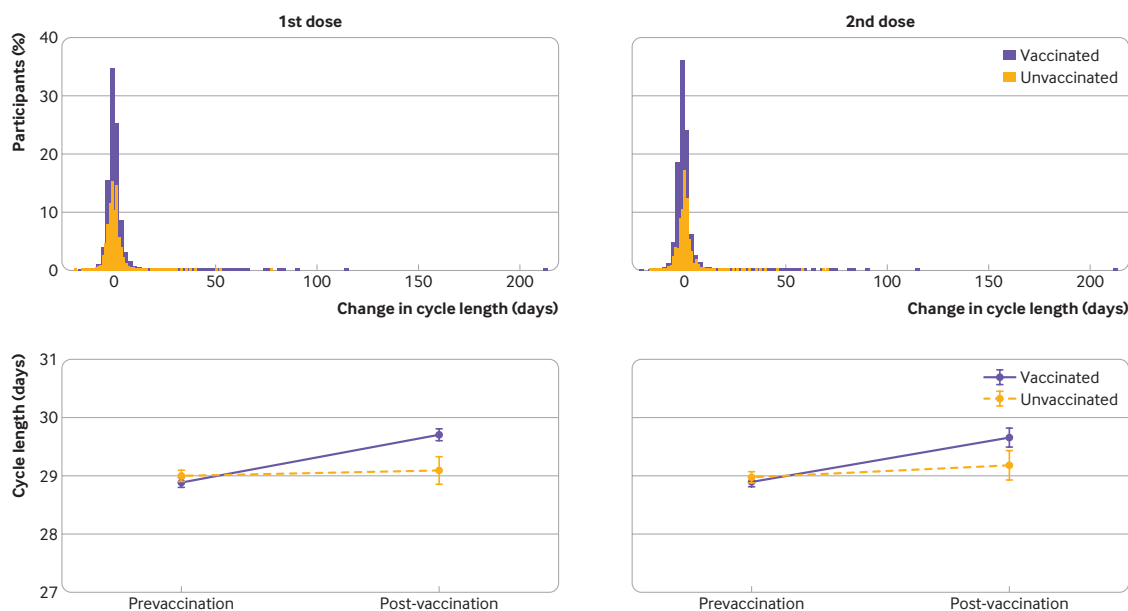 1st dose
Participants (%)
40
30
20
10
0
0
50
100
150
200
Change in cycle length (days)
2nd dose
Vaccinated
Unvaccinated
0
50
100
150
200
Change in cycle length (days)
Cycle length (days)
31
30
29
28
27
Prevaccination
Post-vaccination
Vaccinated
Unvaccinated
Prevaccination
Post-vaccination